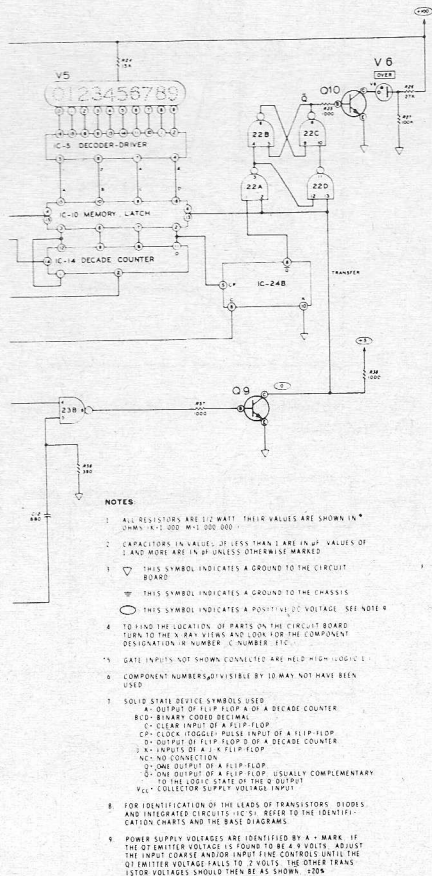 +100
R24
15K
V5
0123456789
V6
OVER
Q10
Q̄
R25
1000
22B
22C
IC-5 DECODER-DRIVER
22A
22D
IC-10 MEMORY LATCH
IC-14 DECADE COUNTER
D
CP
IC-24B
C
K
TRANSFER
Q9
23B
R37
1000
R38
1000
NOTES:
1 ALL RESISTORS ARE 1/2 WATT. THEIR VALUES ARE SHOWN IN
OHMS (K=1,000 M=1,000,000)
2 CAPACITORS IN VALUES OF LESS THAN 1 ARE IN µF. VALUES OF
1 AND MORE ARE IN pF UNLESS OTHERWISE MARKED
3 THIS SYMBOL INDICATES A GROUND TO THE CIRCUIT
BOARD
THIS SYMBOL INDICATES A GROUND TO THE CHASSIS
THIS SYMBOL INDICATES A POSITIVE DC VOLTAGE. SEE NOTE 9
4 TO FIND THE LOCATION OF PARTS ON THE CIRCUIT BOARD
TURN TO THE X-RAY VIEWS AND LOOK FOR THE COMPONENT
DESIGNATION (R NUMBER, C NUMBER, ETC.)
5 GATE INPUTS NOT SHOWN CONNECTED ARE HELD HIGH (LOGIC 1)
6 COMPONENT NUMBERS DIVISIBLE BY 10 MAY NOT HAVE BEEN
USED
7 SOLID STATE DEVICE SYMBOLS USED
A- OUTPUT OF FLIP FLOP A OF A DECADE COUNTER
BCD- BINARY CODED DECIMAL
C- CLEAR INPUT OF A FLIP-FLOP
CP- CLOCK (TOGGLE) PULSE INPUT OF A FLIP-FLOP
D- OUTPUT OF FLIP FLOP D OF A DECADE COUNTER
J K- INPUTS OF A J K FLIP-FLOP
NC- NO CONNECTION
Q- ONE OUTPUT OF A FLIP-FLOP
Q̄- ONE OUTPUT OF A FLIP FLOP, USUALLY COMPLEMENTARY
TO THE LOGIC STATE OF THE Q OUTPUT
Vcc- COLLECTOR SUPPLY VOLTAGE INPUT
8 FOR IDENTIFICATION OF THE LEADS OF TRANSISTORS, DIODES,
AND INTEGRATED CIRCUITS (IC'S), REFER TO THE IDENTIFI-
CATION CHARTS AND THE BASE DIAGRAMS
9 POWER SUPPLY VOLTAGES ARE IDENTIFIED BY A + MARK. IF
THE Q7 EMITTER VOLTAGE IS FOUND TO BE 4.9 VOLTS, ADJUST
THE INPUT COARSE AND/OR INPUT FINE CONTROLS UNTIL THE
Q7 EMITTER VOLTAGE FALLS TO .2 VOLTS. THE OTHER TRANS-
ISTOR VOLTAGES SHOULD THEN BE AS SHOWN, ±20%